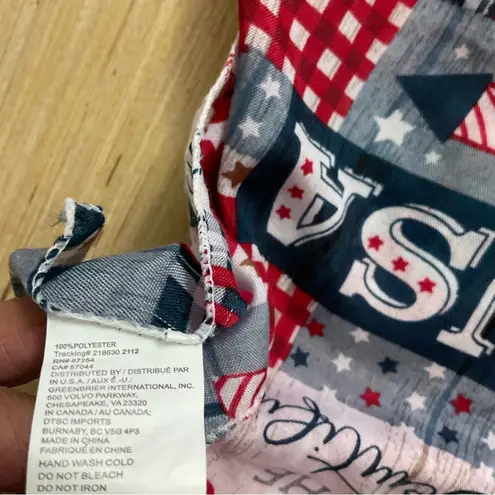 100%POLYESTER
Tracking# 218630 2112
RN# 97254
CA# 57044
DISTRIBUTED BY / DISTRIBUÉ PAR
IN U.S.A. / AUX É.-U.:
GREENBRIER INTERNATIONAL, INC.
500 VOLVO PARKWAY,
CHESAPEAKE, VA 23320
IN CANADA / AU CANADA:
DTSC IMPORTS
BURNABY, BC V5G 4P3
MADE IN CHINA
FABRIQUÉ EN CHINE
HAND WASH COLD
DO NOT BLEACH
DO NOT IRON
USA
THE